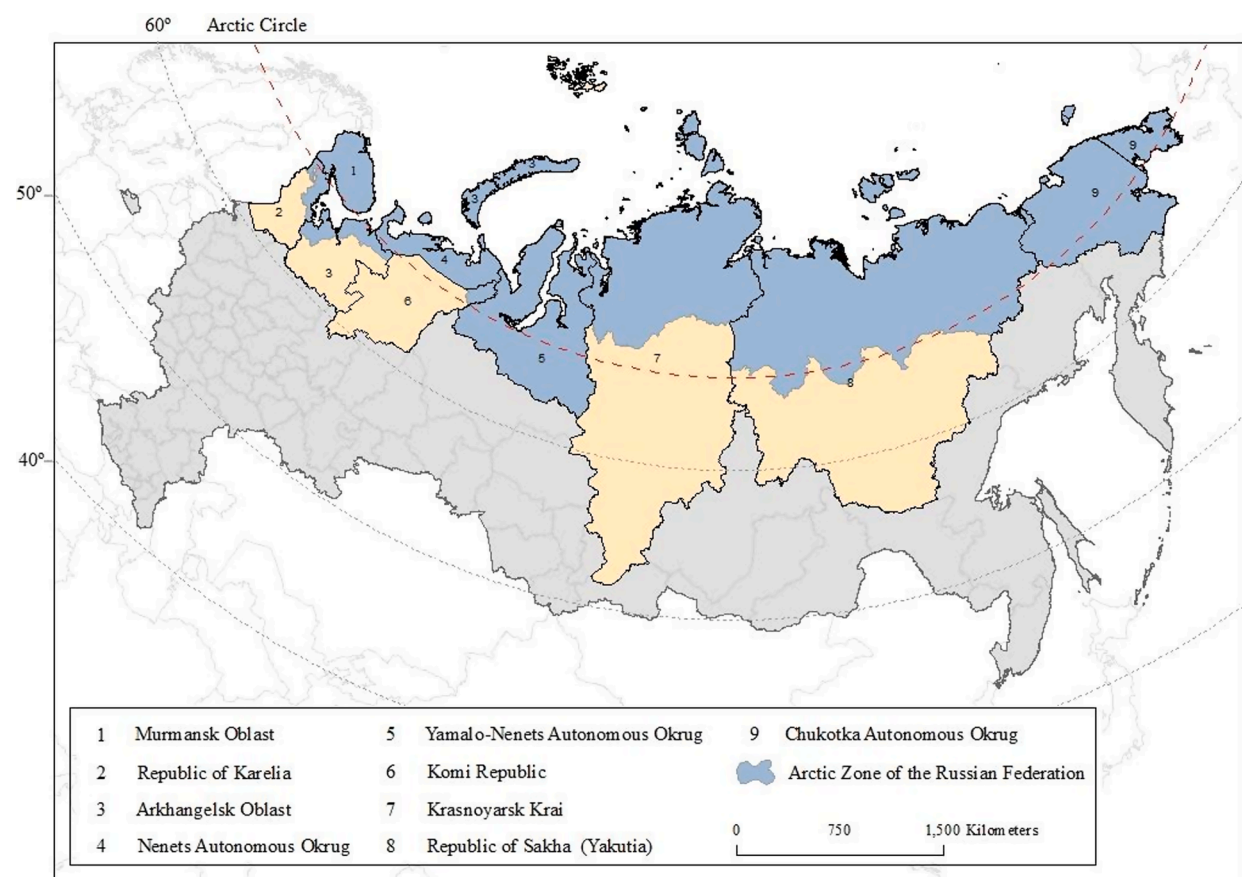 60° Arctic Circle
50°
40°
1
2
3
3
3
4
5
6
7
8
9
9
1 Murmansk Oblast
2 Republic of Karelia
3 Arkhangelsk Oblast
4 Nenets Autonomous Okrug
5 Yamalo-Nenets Autonomous Okrug
6 Komi Republic
7 Krasnoyarsk Krai
8 Republic of Sakha (Yakutia)
9 Chukotka Autonomous Okrug
Arctic Zone of the Russian Federation
0 750 1,500 Kilometers